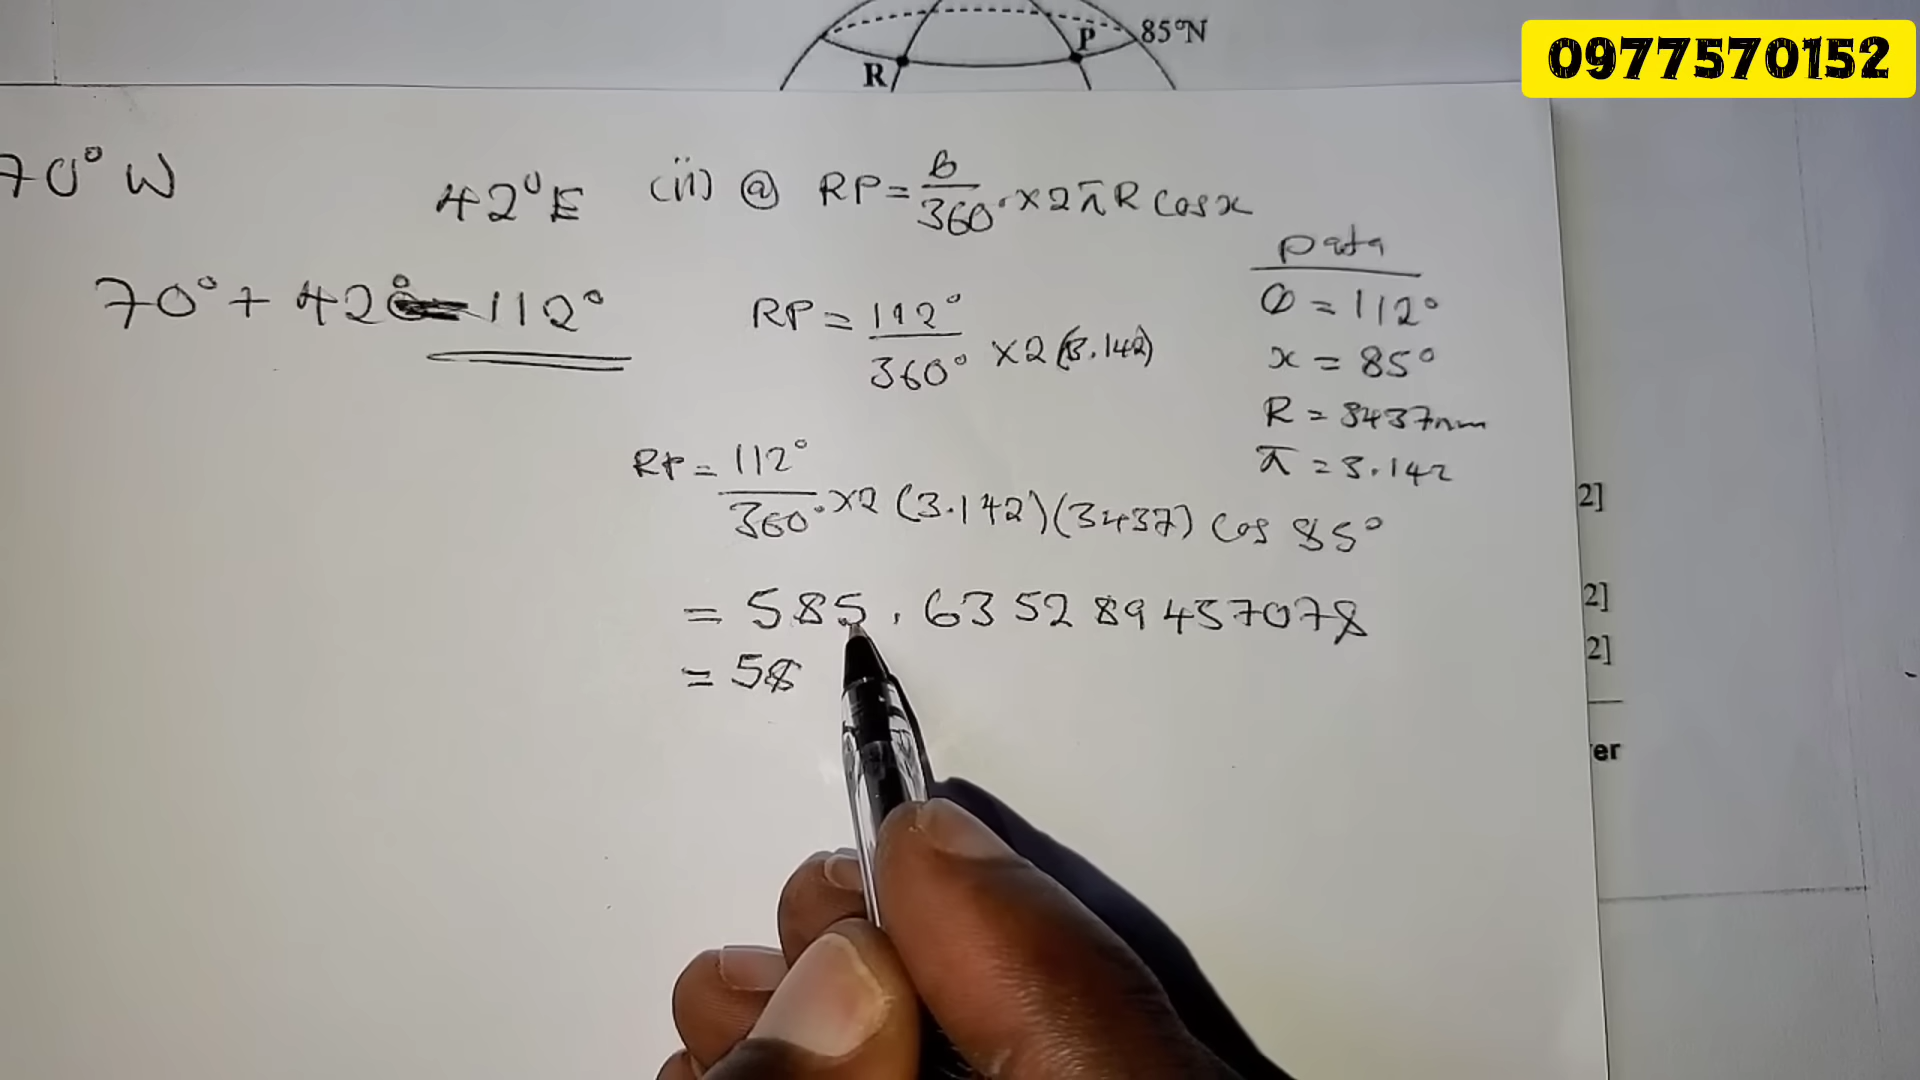 85°N
P
R
0977570152
70° W
42° E
70° + 42° = 112°
(ii) @ RP = θ/360° × 2πR Cos x
RP = 112°/360° × 2 (3.142)
Data
θ = 112°
x = 85°
R = 3437nm
π = 3.142
RP = 112°/360° × 2 (3.142)(3437) Cos 85°
= 585.635289457078
= 58
2]
2]
2]
er